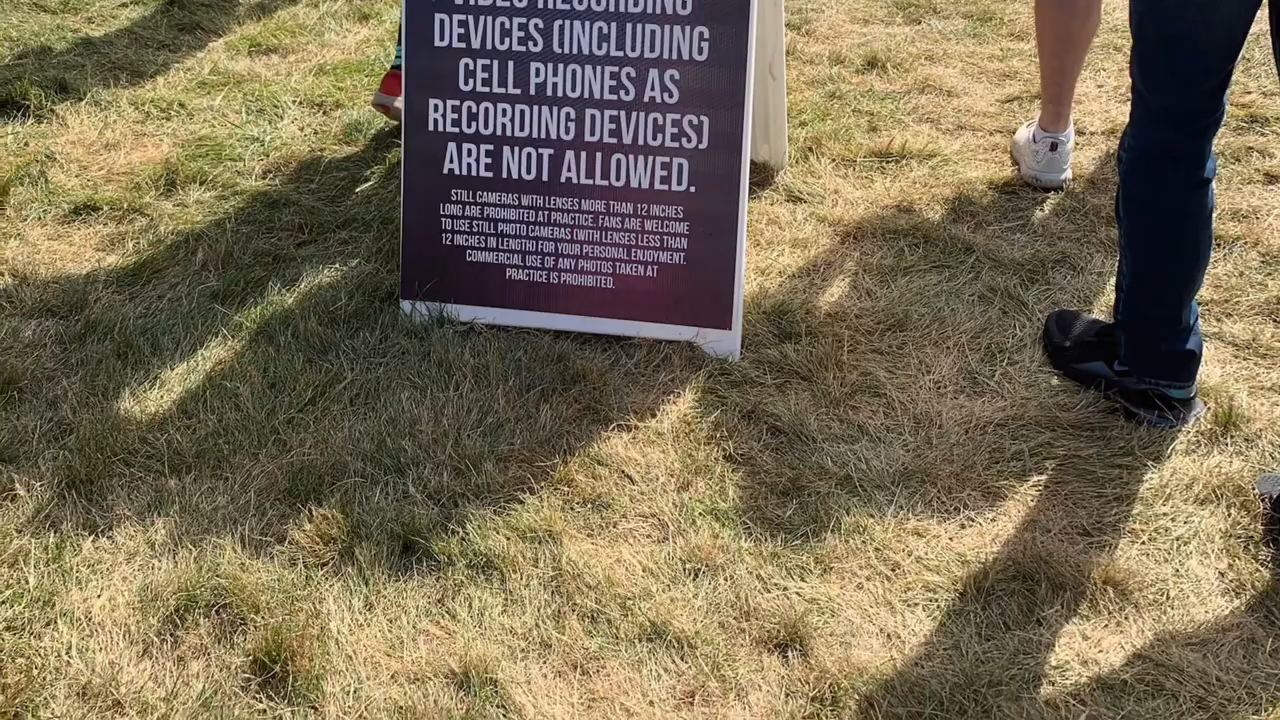 VIDEO RECORDING
DEVICES (INCLUDING
CELL PHONES AS
RECORDING DEVICES)
ARE NOT ALLOWED.
STILL CAMERAS WITH LENSES MORE THAN 12 INCHES
LONG ARE PROHIBITED AT PRACTICE. FANS ARE WELCOME
TO USE STILL PHOTO CAMERAS (WITH LENSES LESS THAN
12 INCHES IN LENGTH) FOR YOUR PERSONAL ENJOYMENT.
COMMERCIAL USE OF ANY PHOTOS TAKEN AT
PRACTICE IS PROHIBITED.